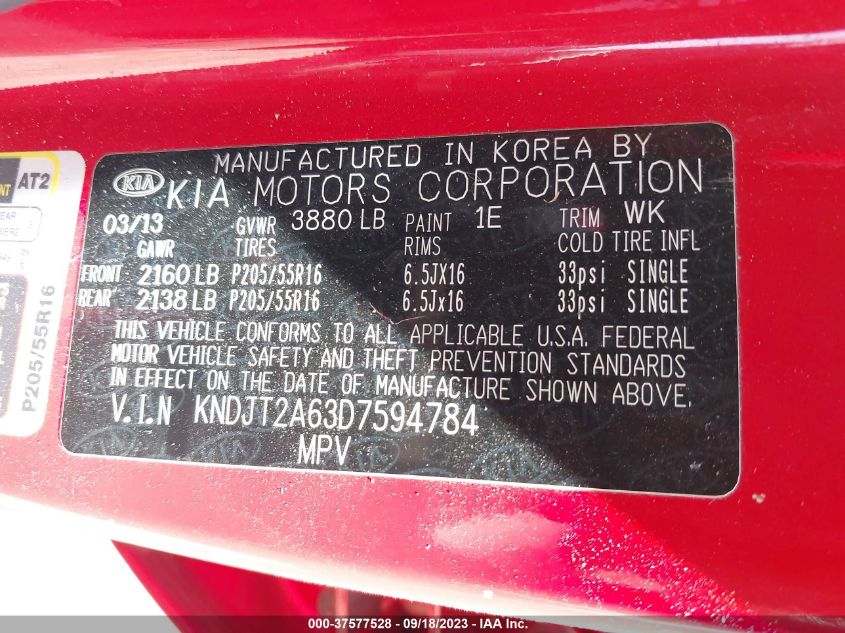 MANUFACTURED IN KOREA BY
KIA KIA MOTORS CORPORATION
03/13 GVWR 3880 LB PAINT 1E TRIM WK
GAWR TIRES RIMS COLD TIRE INFL
FRONT 2160 LB P205/55R16 6.5JX16 33psi SINGLE
REAR 2138 LB P205/55R16 6.5Jx16 33psi SINGLE
THIS VEHICLE CONFORMS TO ALL APPLICABLE U.S.A. FEDERAL
MOTOR VEHICLE SAFETY AND THEFT PREVENTION STANDARDS
IN EFFECT ON THE DATE OF MANUFACTURE SHOWN ABOVE.
V.I.N KNDJT2A63D7594784
MPV
AT2
P205/55R16
000-37577528 - 09/18/2023 - IAA Inc.